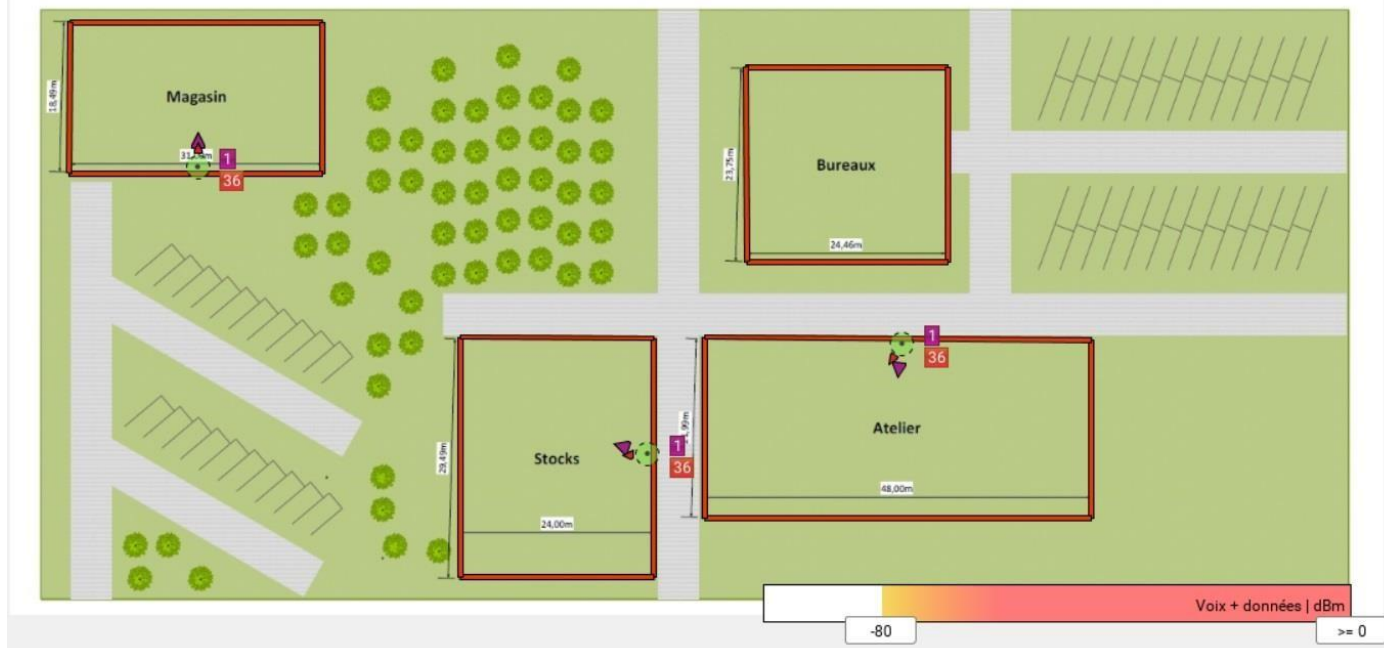 Magasin
18,49m
1
36
Bureaux
23,75m
24,46m
Stocks
29,49m
24,00m
1
36
Atelier
1
36
48,00m
Voix + données | dBm
-80
>= 0